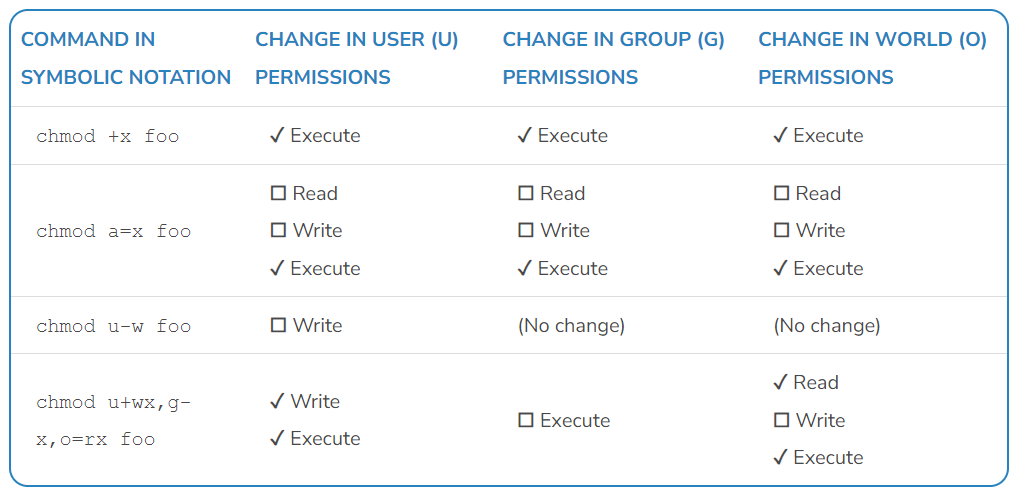 COMMAND IN
SYMBOLIC NOTATION
CHANGE IN USER (U)
PERMISSIONS
CHANGE IN GROUP (G)
PERMISSIONS
CHANGE IN WORLD (O)
PERMISSIONS
chmod +x foo
✓ Execute
✓ Execute
✓ Execute
chmod a=x foo
☐ Read
☐ Write
✓ Execute
☐ Read
☐ Write
✓ Execute
☐ Read
☐ Write
✓ Execute
chmod u-w foo
☐ Write
(No change)
(No change)
chmod u+wx,g-
x,o=rx foo
✓ Write
✓ Execute
☐ Execute
✓ Read
☐ Write
✓ Execute